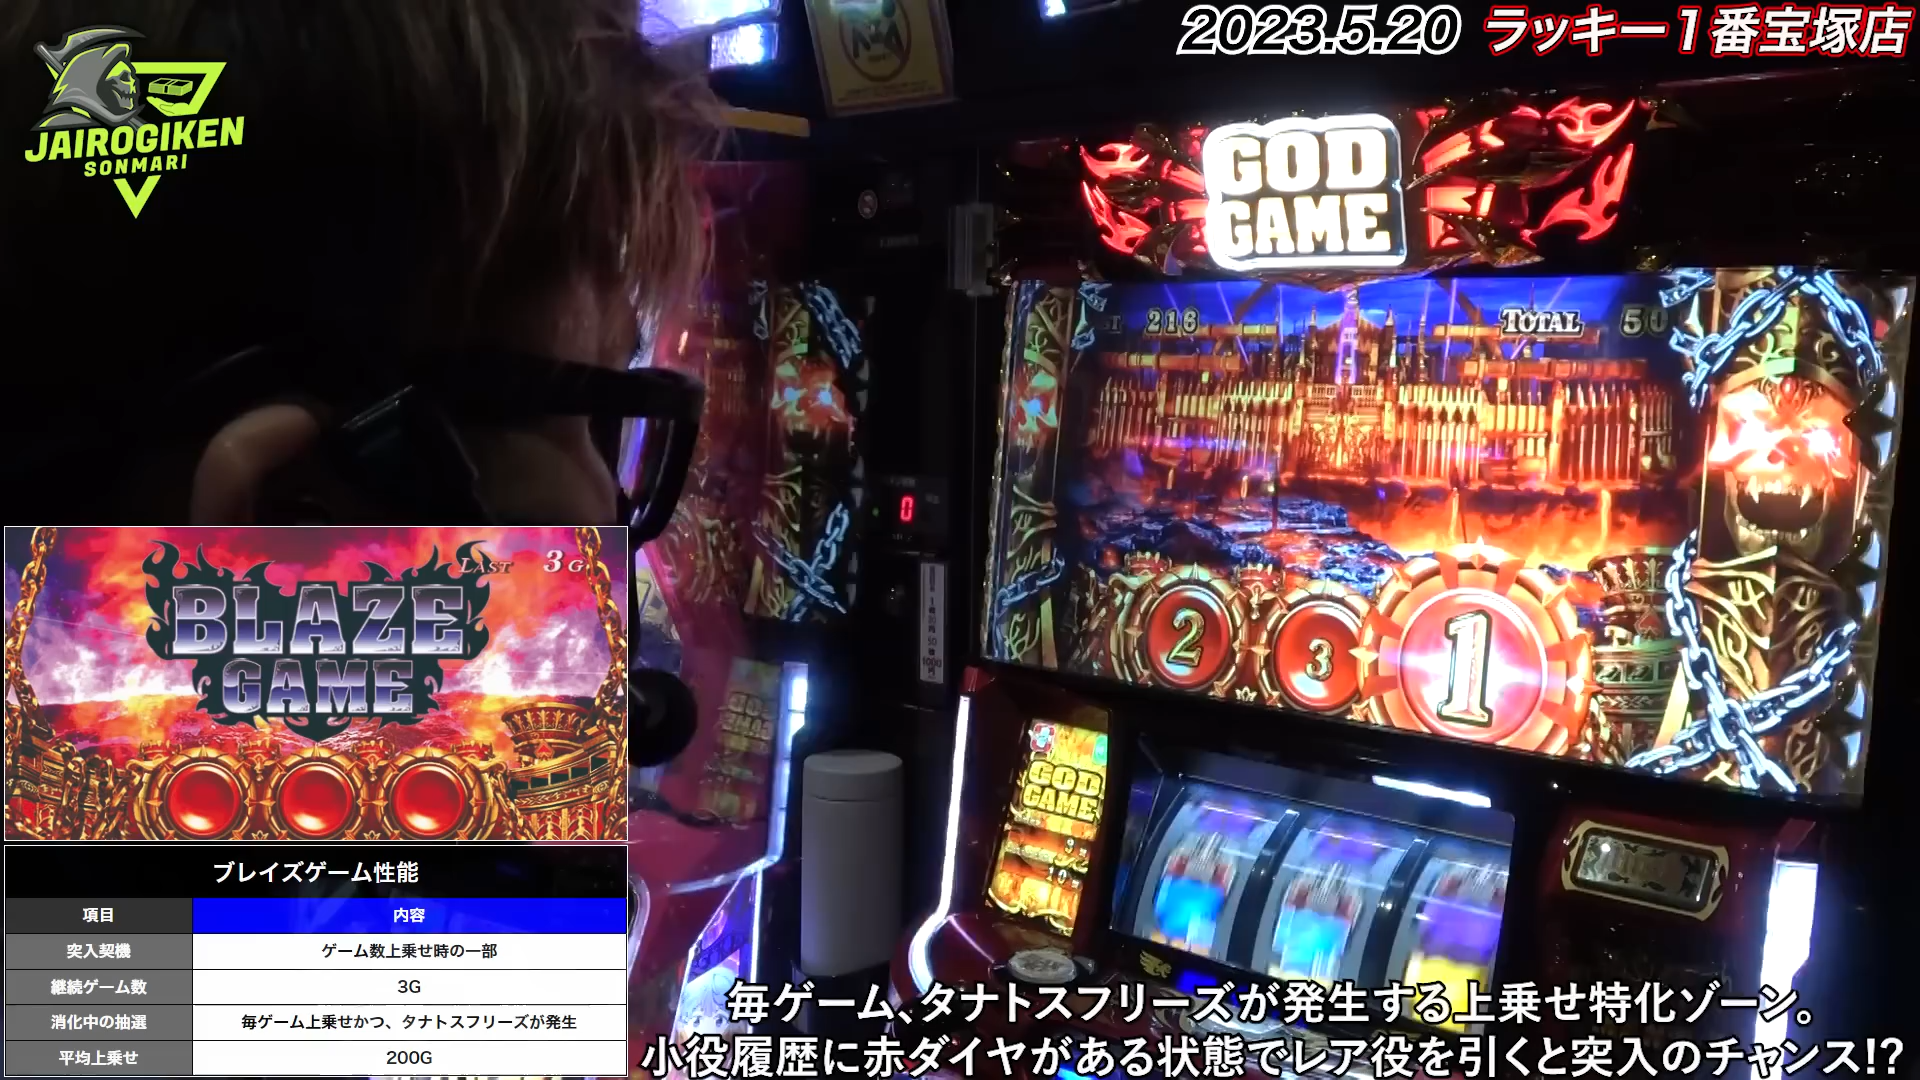 2023.5.20 ラッキー１番宝塚店
JAIROGIKEN
SONMARI
GOD
GAME
216
TOTAL 50
0
2 3 1
LAST 3 G
BLAZE
GAME
GOD
GAME
ブレイズゲーム性能
項目 内容
突入契機 ゲーム数上乗せ時の一部
継続ゲーム数 3G
消化中の抽選 毎ゲーム上乗せかつ、タナトスフリーズが発生
平均上乗せ 200G
毎ゲーム、タナトスフリーズが発生する上乗せ特化ゾーン。
小役履歴に赤ダイヤがある状態でレア役を引くと突入のチャンス!?